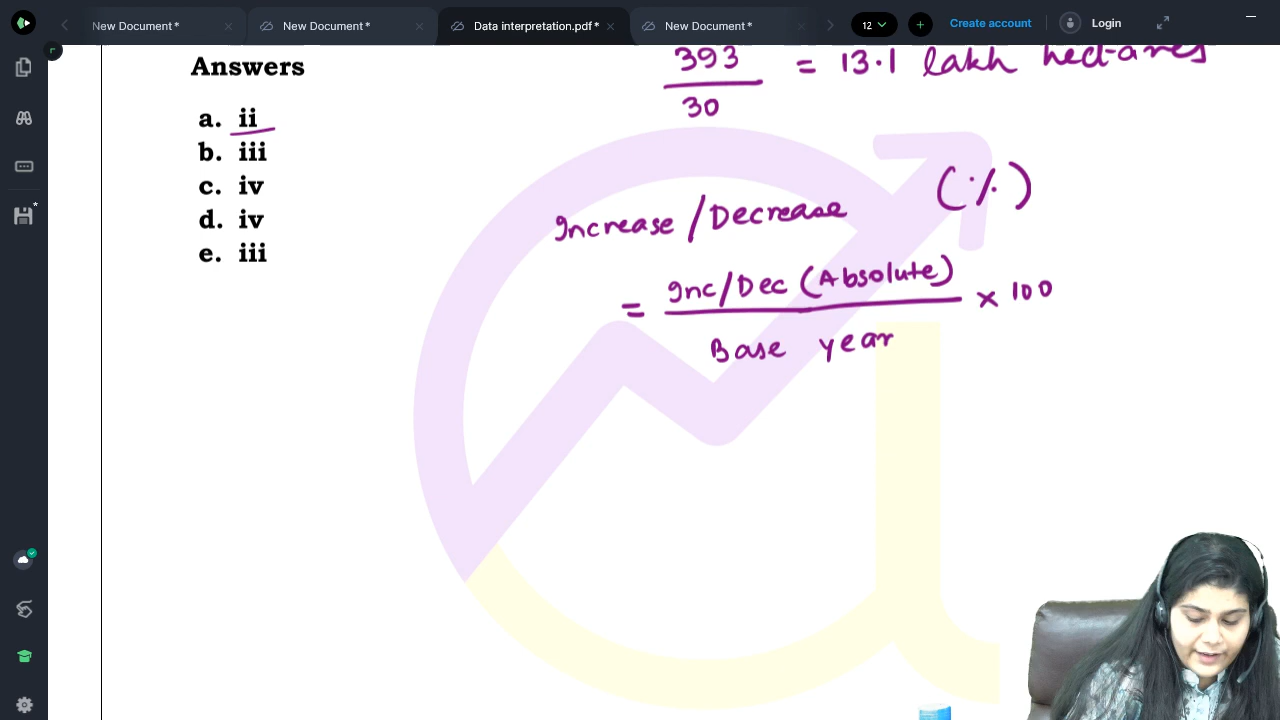 New Document *
New Document *
Data interpretation.pdf *
New Document *
12
Create account
Login
Answers
a. ii
b. iii
c. iv
d. iv
e. iii
393
30
= 13.1 lakh hectares
Increase/Decrease (%)
= Inc/Dec (Absolute)
Base year
× 100